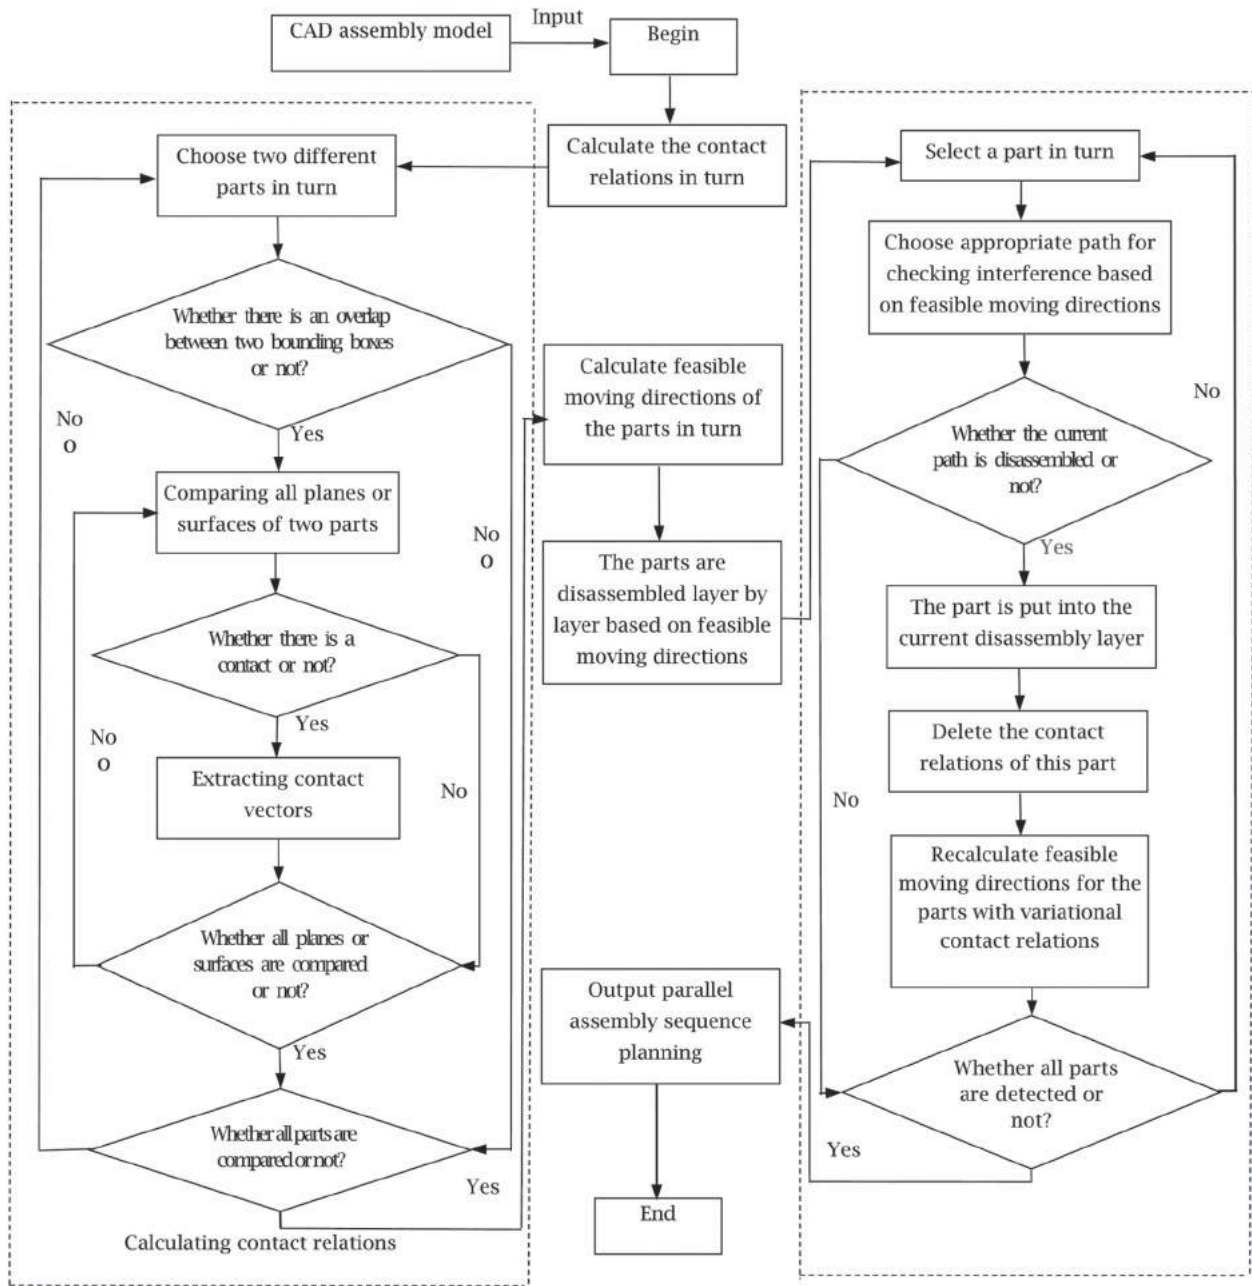 CAD assembly model
Input
Begin
Calculate the contact
relations in turn
Choose two different
parts in turn
Whether there is an overlap
between two bounding boxes
or not?
No
o
Yes
Comparing all planes or
surfaces of two parts
No
o
Whether there is a
contact or not?
Yes
No
o
Extracting contact
vectors
No
Whether all planes or
surfaces are compared
or not?
Yes
Whether all parts are
compared or not?
Yes
Calculating contact relations
Calculate feasible
moving directions of
the parts in turn
The parts are
disassembled layer by
layer based on feasible
moving directions
Select a part in turn
Choose appropriate path for
checking interference based
on feasible moving directions
No
Whether the current
path is disassembled or
not?
Yes
The part is put into the
current disassembly layer
Delete the contact
relations of this part
No
Recalculate feasible
moving directions for the
parts with variational
contact relations
Whether all parts
are detected or
not?
Yes
Output parallel
assembly sequence
planning
End